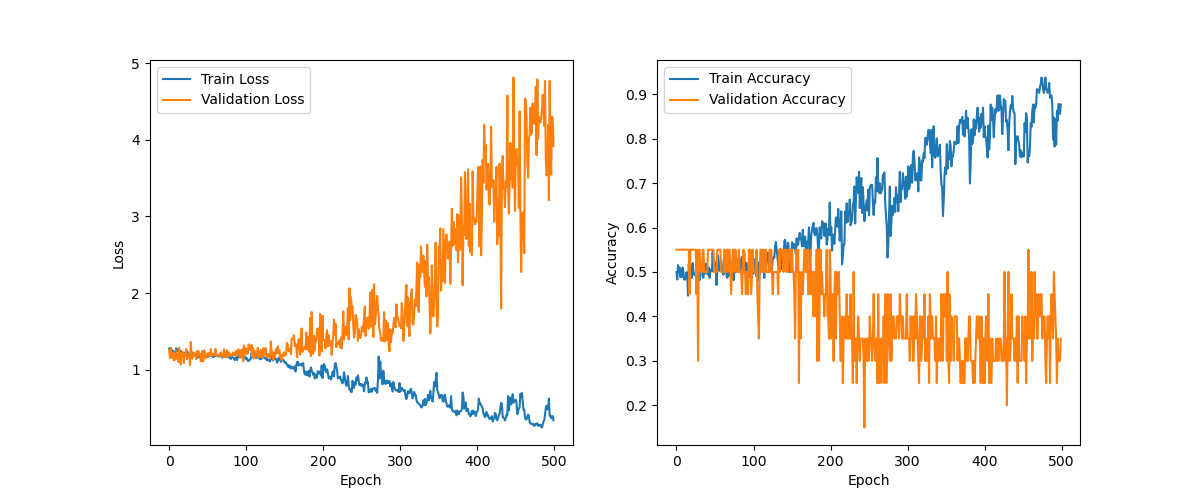 Train Loss
Validation Loss
Loss
5
4
3
2
1
0 100 200 300 400 500
Epoch
Train Accuracy
Validation Accuracy
Accuracy
0.9
0.8
0.7
0.6
0.5
0.4
0.3
0.2
0 100 200 300 400 500
Epoch